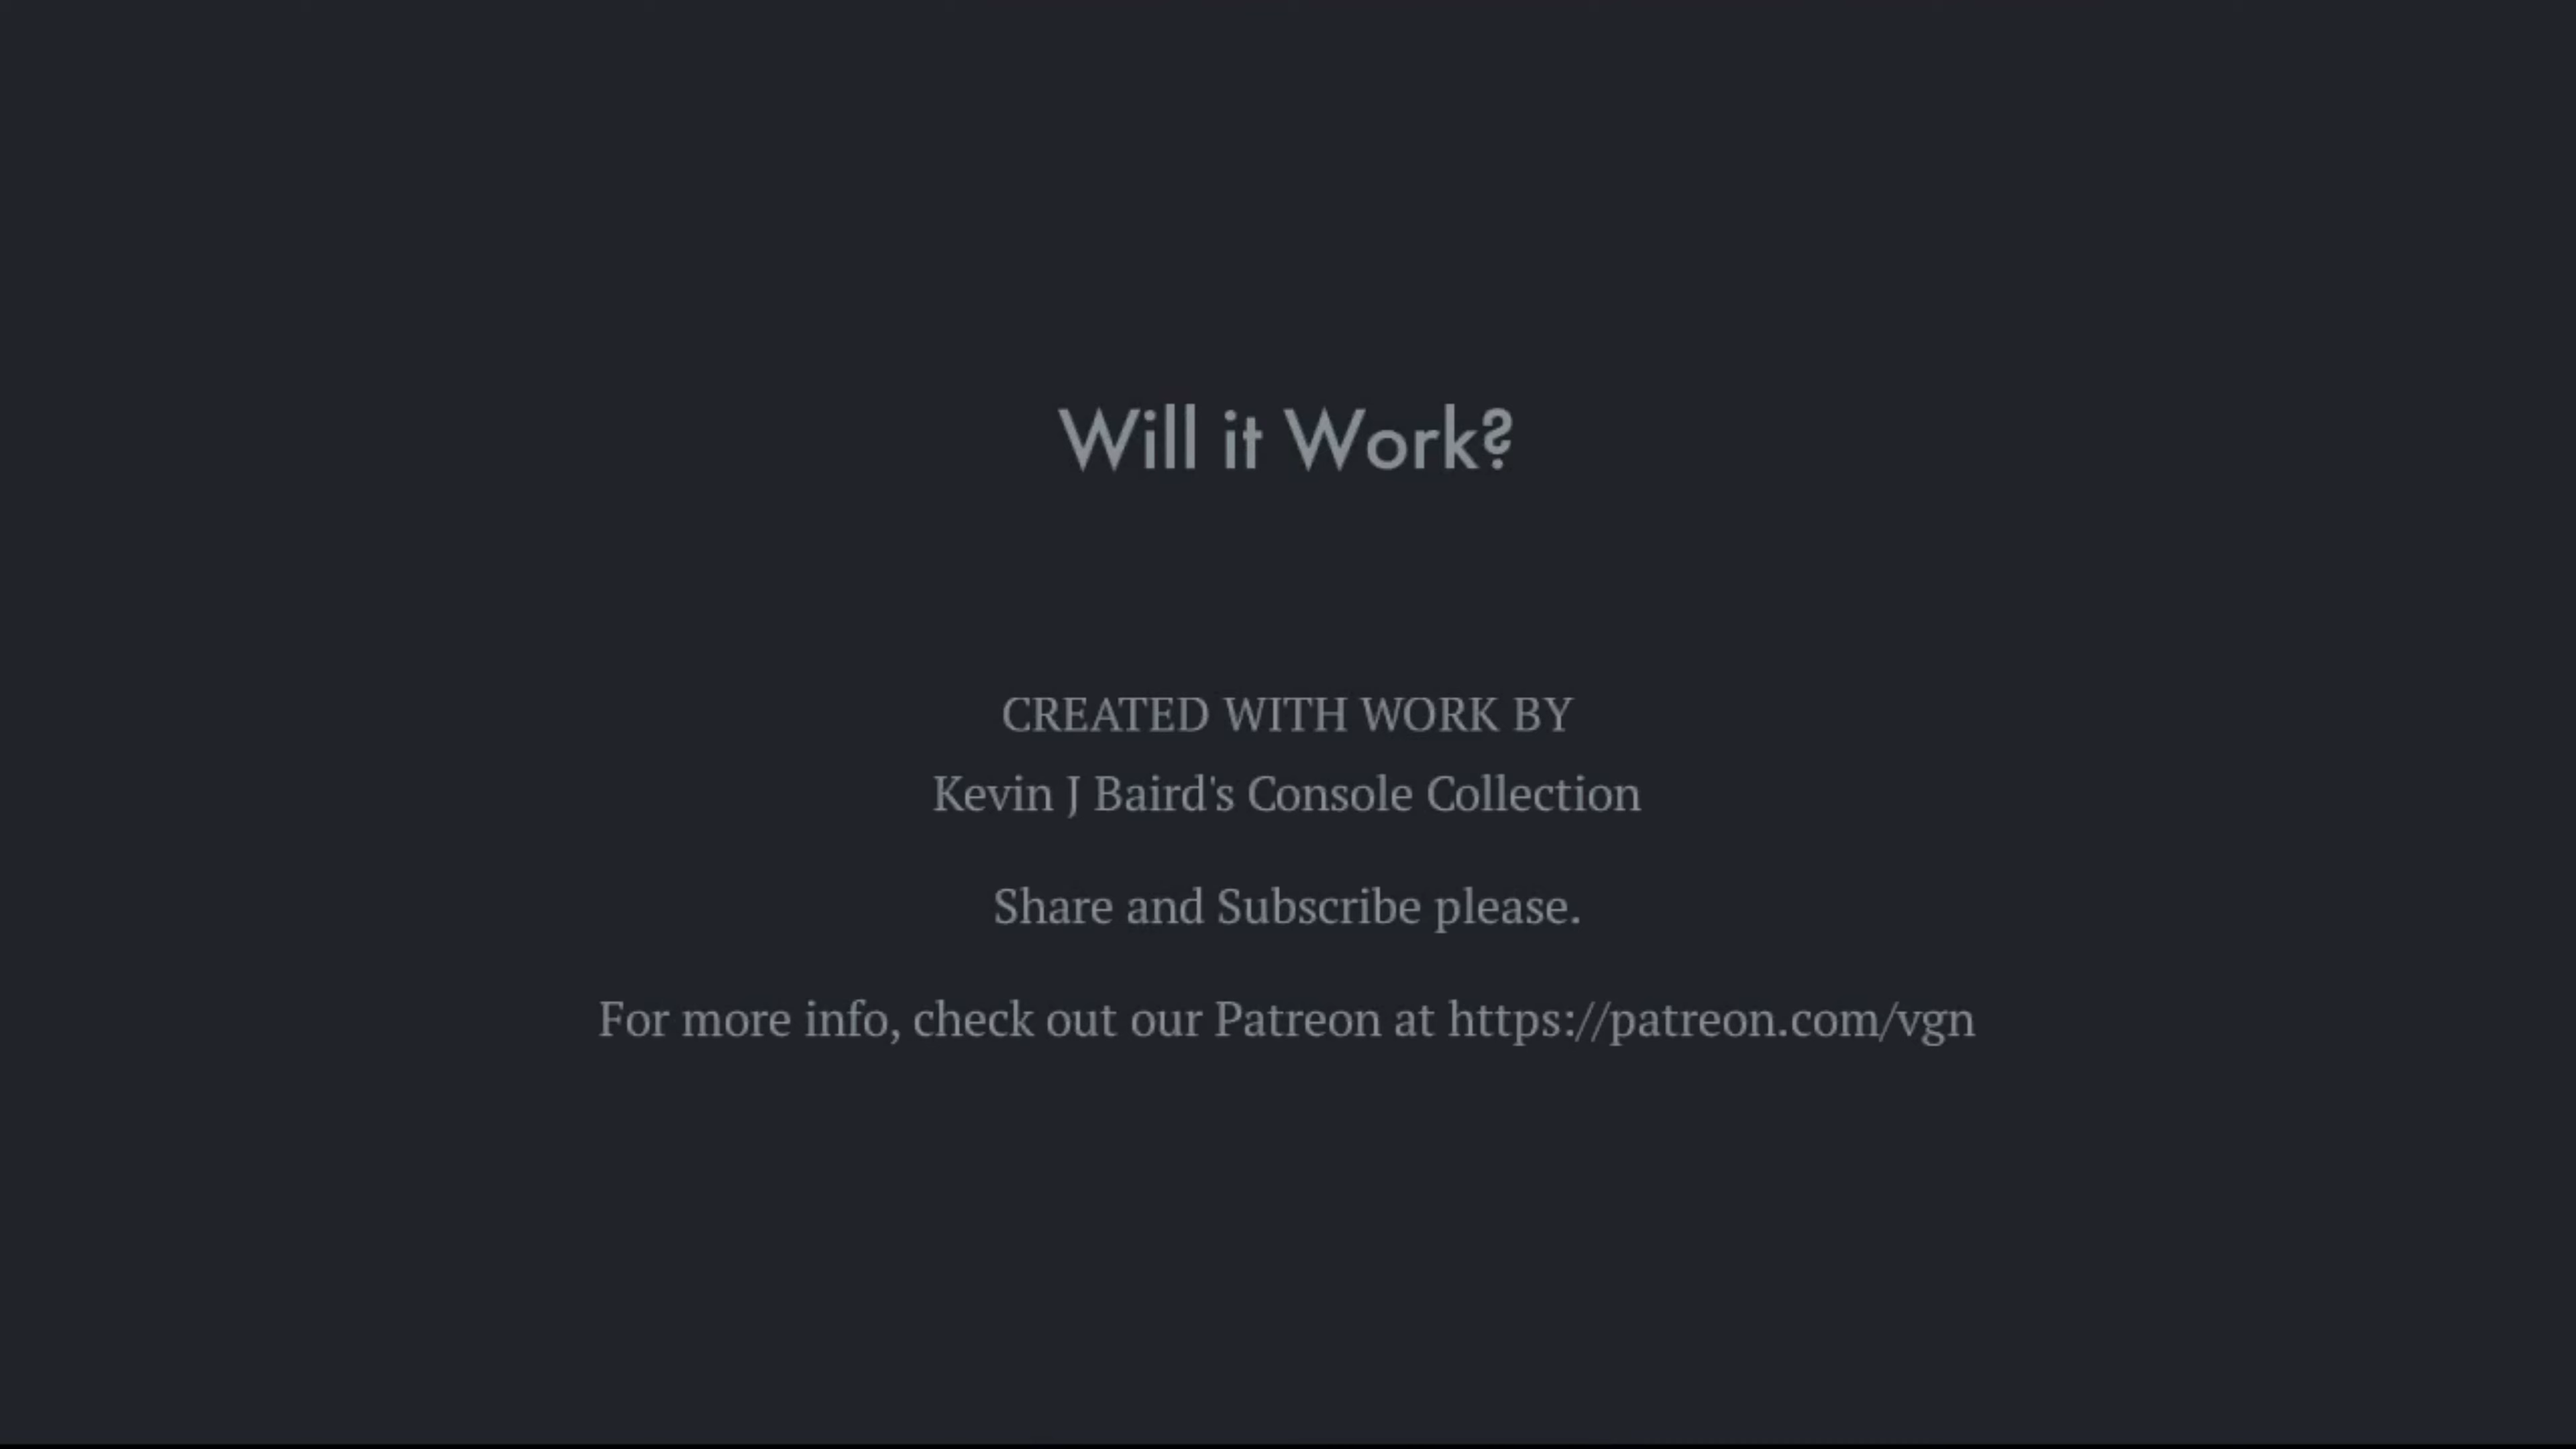 Will it Work?
CREATED WITH WORK BY
Kevin J Baird's Console Collection
Share and Subscribe please.
For more info, check out our Patreon at https://patreon.com/vgn